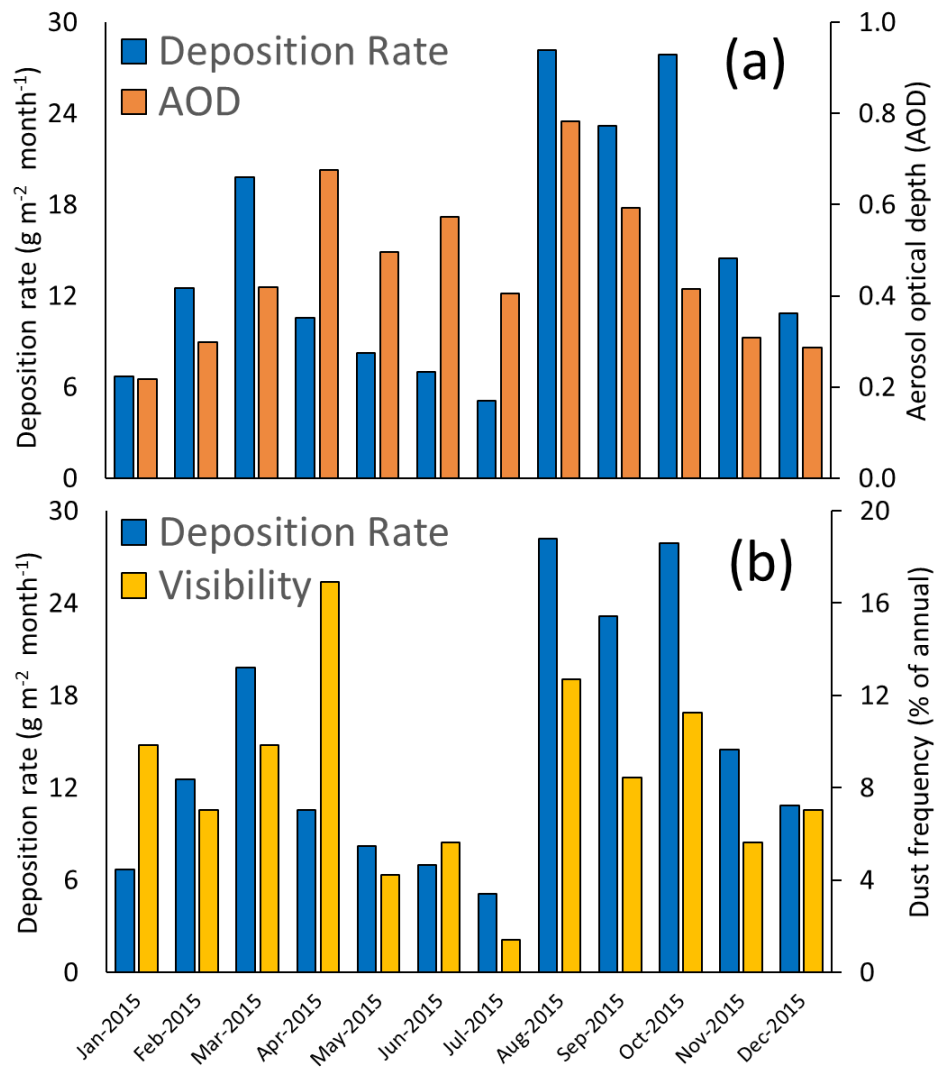 30
24
18
12
6
0
Deposition rate (g m⁻² month⁻¹)
Deposition Rate
AOD
(a)
1.0
0.8
0.6
0.4
0.2
0.0
Aerosol optical depth (AOD)
30
24
18
12
6
0
Deposition rate (g m⁻² month⁻¹)
Deposition Rate
Visibility
(b)
20
16
12
8
4
0
Dust frequency (% of annual)
Jan-2015
Feb-2015
Mar-2015
Apr-2015
May-2015
Jun-2015
Jul-2015
Aug-2015
Sep-2015
Oct-2015
Nov-2015
Dec-2015